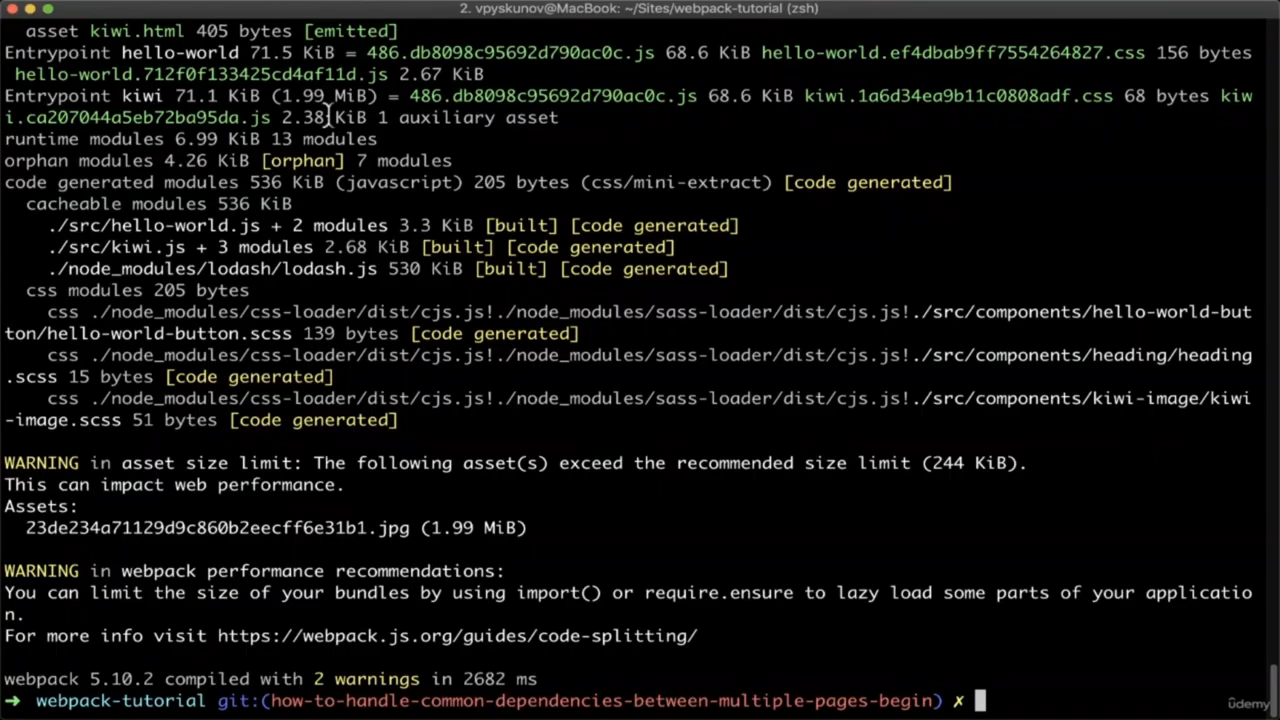 2. vpyskunov@MacBook: ~/Sites/webpack-tutorial (zsh)
asset kiwi.html 405 bytes [emitted]
Entrypoint hello-world 71.5 KiB = 486.db8098c95692d790ac0c.js 68.6 KiB hello-world.ef4dbab9ff7554264827.css 156 bytes
hello-world.712f0f133425cd4af11d.js 2.67 KiB
Entrypoint kiwi 71.1 KiB (1.99 MiB) = 486.db8098c95692d790ac0c.js 68.6 KiB kiwi.1a6d34ea9b11c0808adf.css 68 bytes kiw
i.ca207044a5eb72ba95da.js 2.38 KiB 1 auxiliary asset
runtime modules 6.99 KiB 13 modules
orphan modules 4.26 KiB [orphan] 7 modules
code generated modules 536 KiB (javascript) 205 bytes (css/mini-extract) [code generated]
cacheable modules 536 KiB
./src/hello-world.js + 2 modules 3.3 KiB [built] [code generated]
./src/kiwi.js + 3 modules 2.68 KiB [built] [code generated]
./node_modules/lodash/lodash.js 530 KiB [built] [code generated]
css modules 205 bytes
css ./node_modules/css-loader/dist/cjs.js!./node_modules/sass-loader/dist/cjs.js!./src/components/hello-world-but
ton/hello-world-button.scss 139 bytes [code generated]
css ./node_modules/css-loader/dist/cjs.js!./node_modules/sass-loader/dist/cjs.js!./src/components/heading/heading
.scss 15 bytes [code generated]
css ./node_modules/css-loader/dist/cjs.js!./node_modules/sass-loader/dist/cjs.js!./src/components/kiwi-image/kiwi
-image.scss 51 bytes [code generated]
WARNING in asset size limit: The following asset(s) exceed the recommended size limit (244 KiB).
This can impact web performance.
Assets:
23de234a71129d9c860b2eecff6e31b1.jpg (1.99 MiB)
WARNING in webpack performance recommendations:
You can limit the size of your bundles by using import() or require.ensure to lazy load some parts of your applicatio
n.
For more info visit https://webpack.js.org/guides/code-splitting/
webpack 5.10.2 compiled with 2 warnings in 2682 ms
➜ webpack-tutorial git:(how-to-handle-common-dependencies-between-multiple-pages-begin) ✗
ûdemy